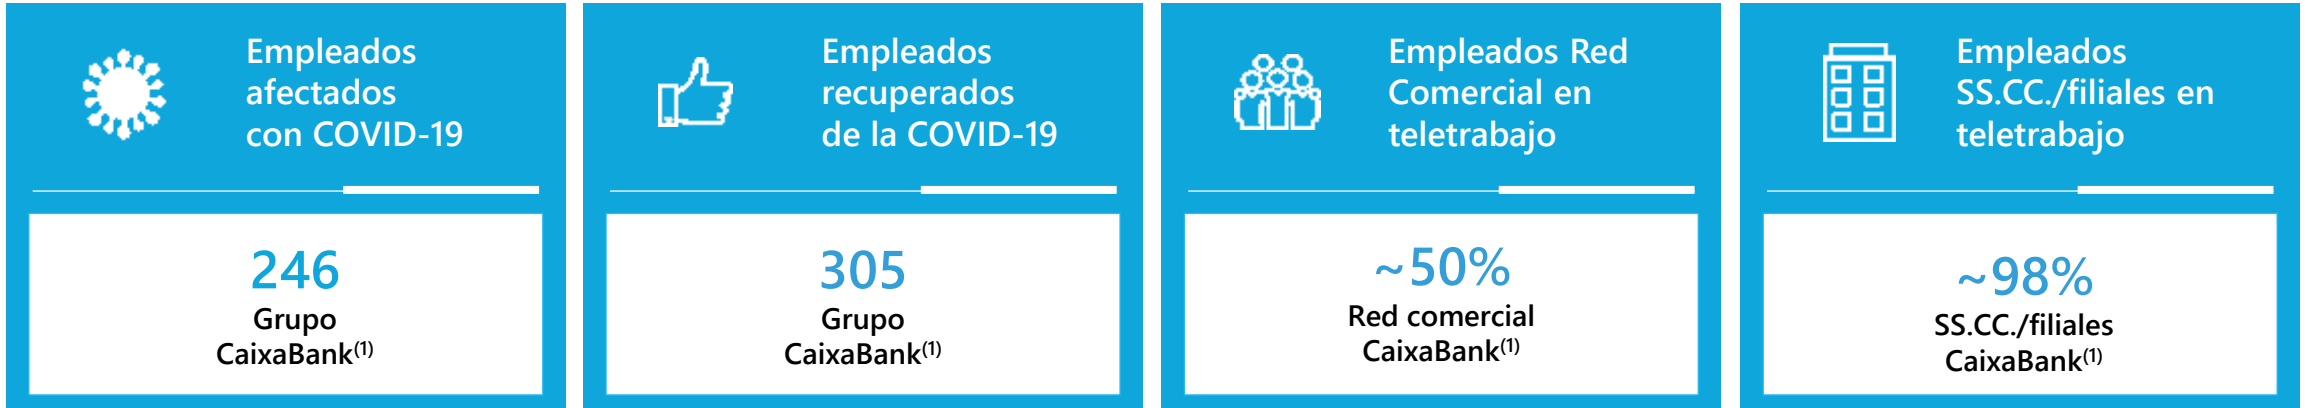 Empleados
afectados
con COVID-19
246
Grupo
CaixaBank(1)
Empleados
recuperados
de la COVID-19
305
Grupo
CaixaBank(1)
Empleados Red
Comercial en
teletrabajo
~50%
Red comercial
CaixaBank(1)
Empleados
SS.CC./filiales en
teletrabajo
~98%
SS.CC./filiales
CaixaBank(1)